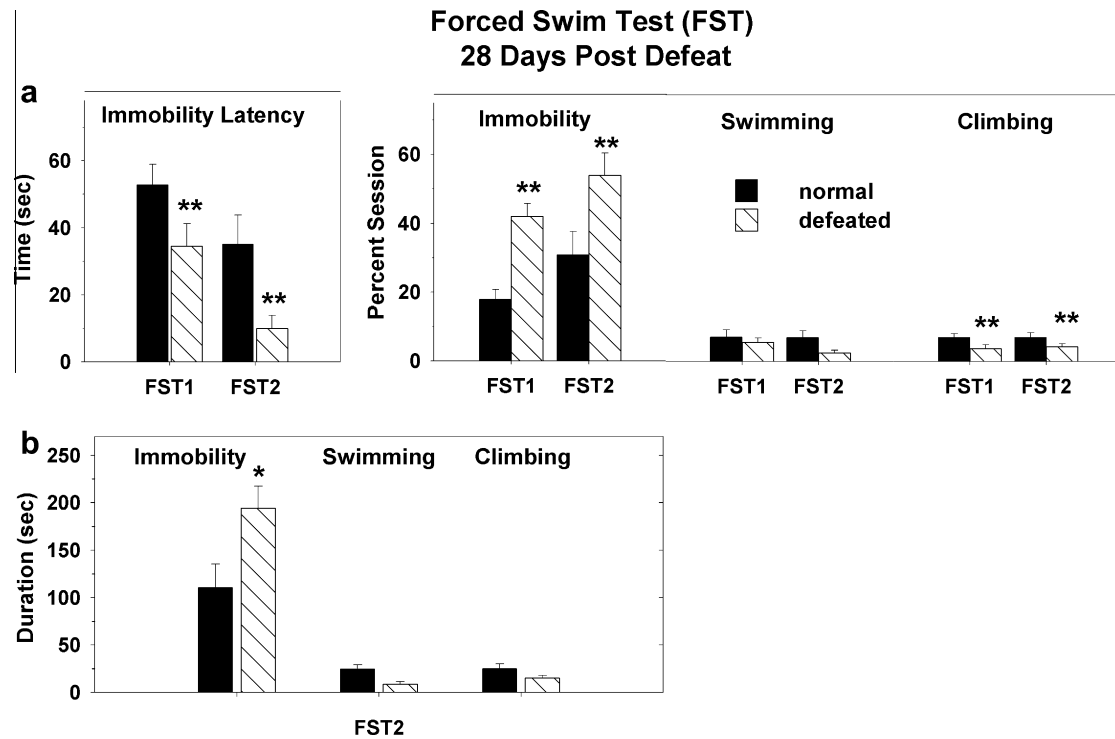 Forced Swim Test (FST)
28 Days Post Defeat
a
Immobility Latency
Time (sec)
60
40
20
0
** **
FST1 FST2
Immobility Swimming Climbing
Percent Session
60
40
20
0
** ** ** **
normal
defeated
FST1 FST2 FST1 FST2 FST1 FST2
b
Immobility Swimming Climbing
Duration (sec)
250
200
150
100
50
0
*
FST2